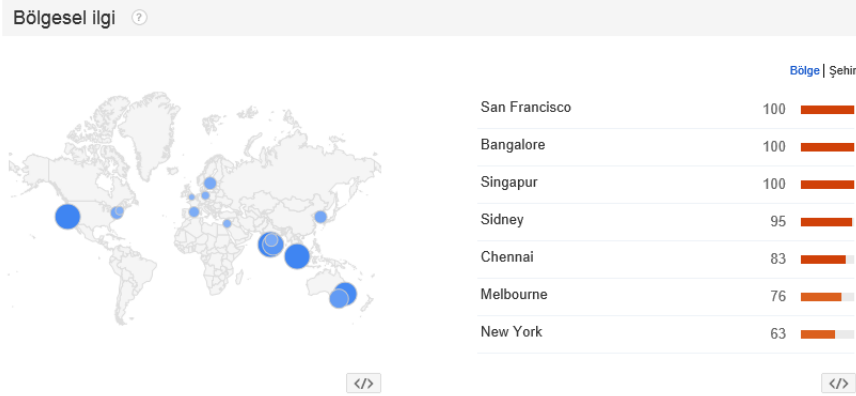 Bölgesel ilgi ?
Bölge | Şehir
San Francisco 100
Bangalore 100
Singapur 100
Sidney 95
Chennai 83
Melbourne 76
New York 63
</> </>